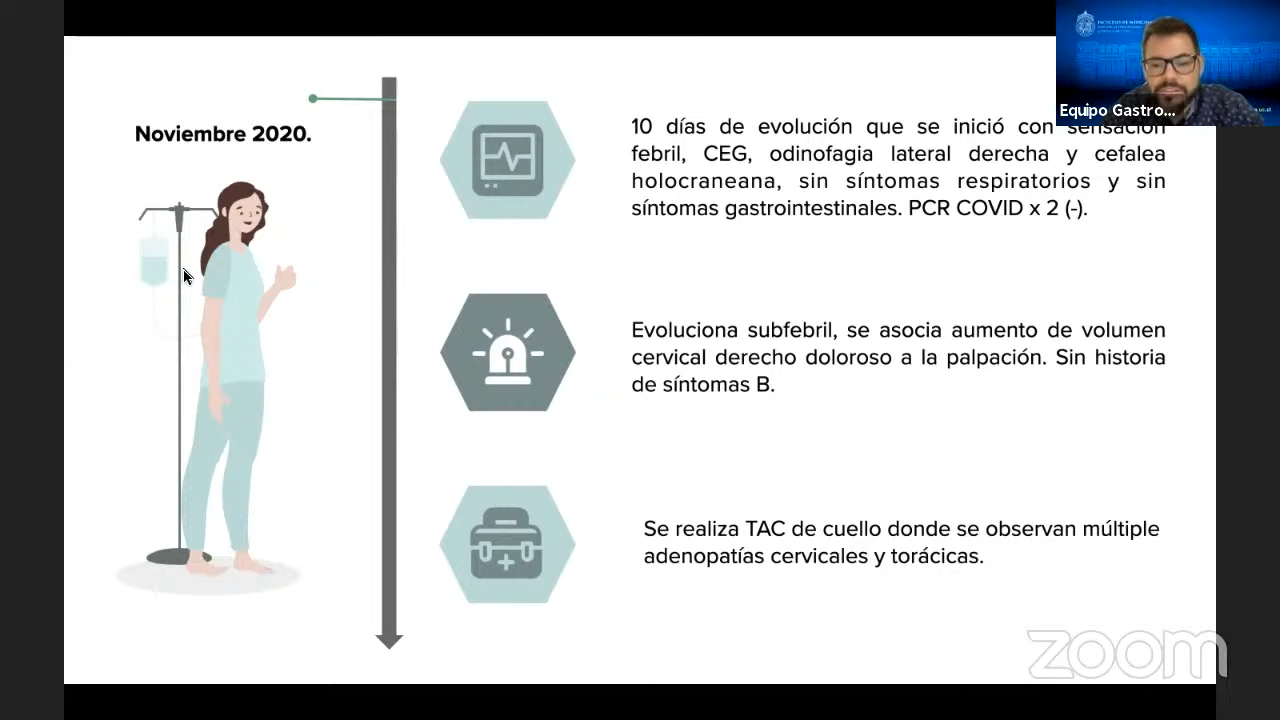 FACULTAD DE MEDICINA
Equipo Gastro...
Noviembre 2020.
10 días de evolución que se inició con sensación
febril, CEG, odinofagia lateral derecha y cefalea
holocraneana, sin síntomas respiratorios y sin
síntomas gastrointestinales. PCR COVID x 2 (-).
Evoluciona subfebril, se asocia aumento de volumen
cervical derecho doloroso a la palpación. Sin historia
de síntomas B.
Se realiza TAC de cuello donde se observan múltiple
adenopatías cervicales y torácicas.
zoom